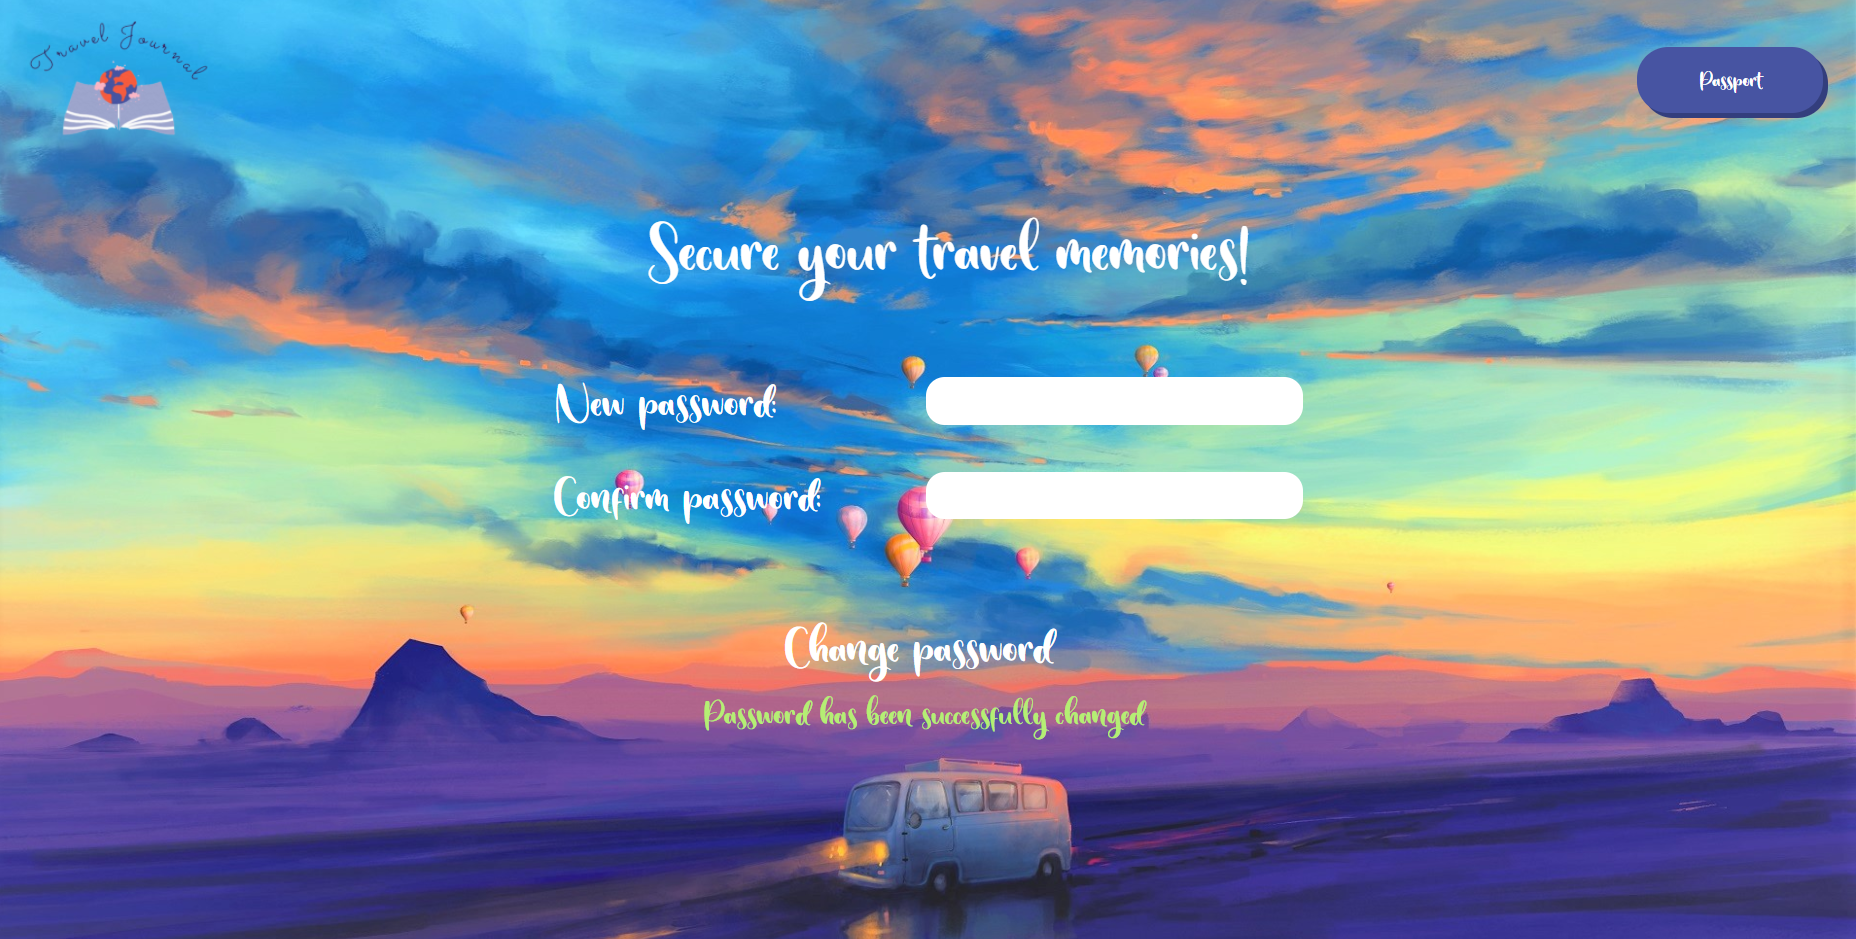 Travel Journal
Passport
Secure your travel memories!
New password:
Confirm password:
Change password
Password has been successfully changed